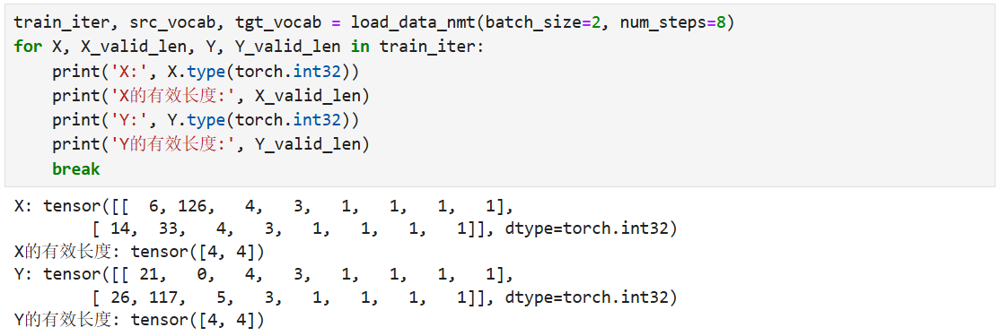 train_iter, src_vocab, tgt_vocab = load_data_nmt(batch_size=2, num_steps=8)
for X, X_valid_len, Y, Y_valid_len in train_iter:
    print('X:', X.type(torch.int32))
    print('X的有效长度:', X_valid_len)
    print('Y:', Y.type(torch.int32))
    print('Y的有效长度:', Y_valid_len)
    break
X: tensor([[  6, 126,   4,   3,   1,   1,   1,   1],
        [ 14,  33,   4,   3,   1,   1,   1,   1]], dtype=torch.int32)
X的有效长度: tensor([4, 4])
Y: tensor([[ 21,   0,   4,   3,   1,   1,   1,   1],
        [ 26, 117,   5,   3,   1,   1,   1,   1]], dtype=torch.int32)
Y的有效长度: tensor([4, 4])